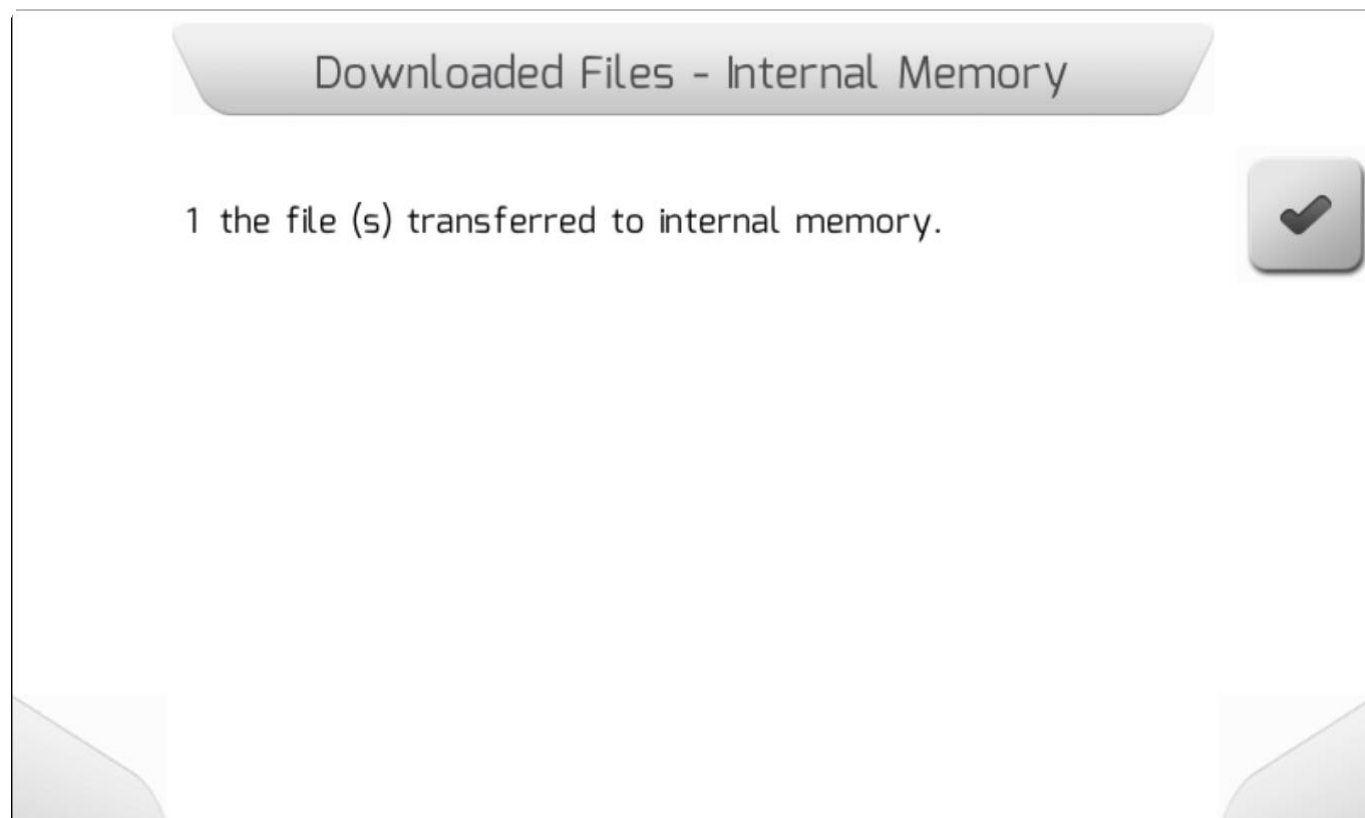 Downloaded Files - Internal Memory
1 the file (s) transferred to internal memory.